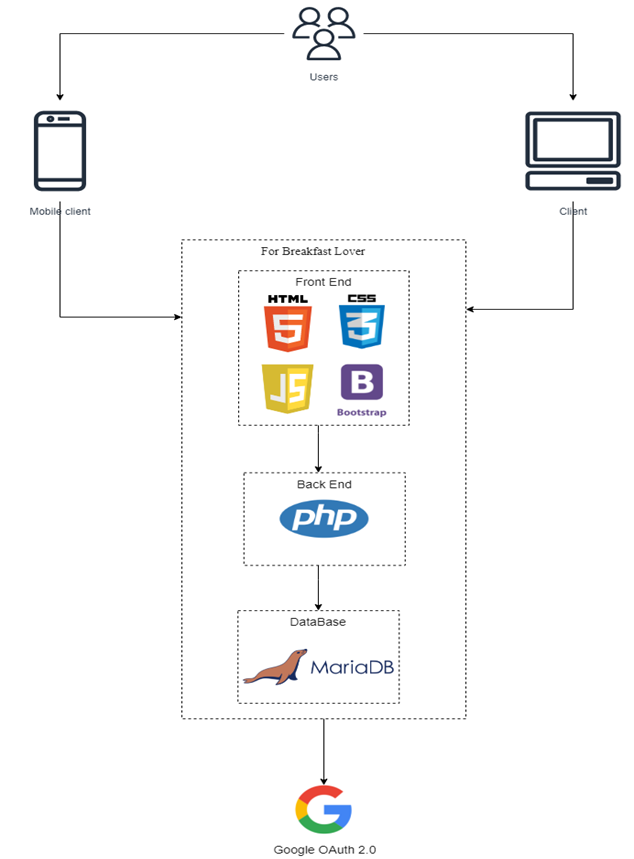 Users
Mobile client
Client
For Breakfast Lover
Front End
HTML
5
CSS
3
JS
B
Bootstrap
Back End
php
DataBase
MariaDB
G
Google OAuth 2.0